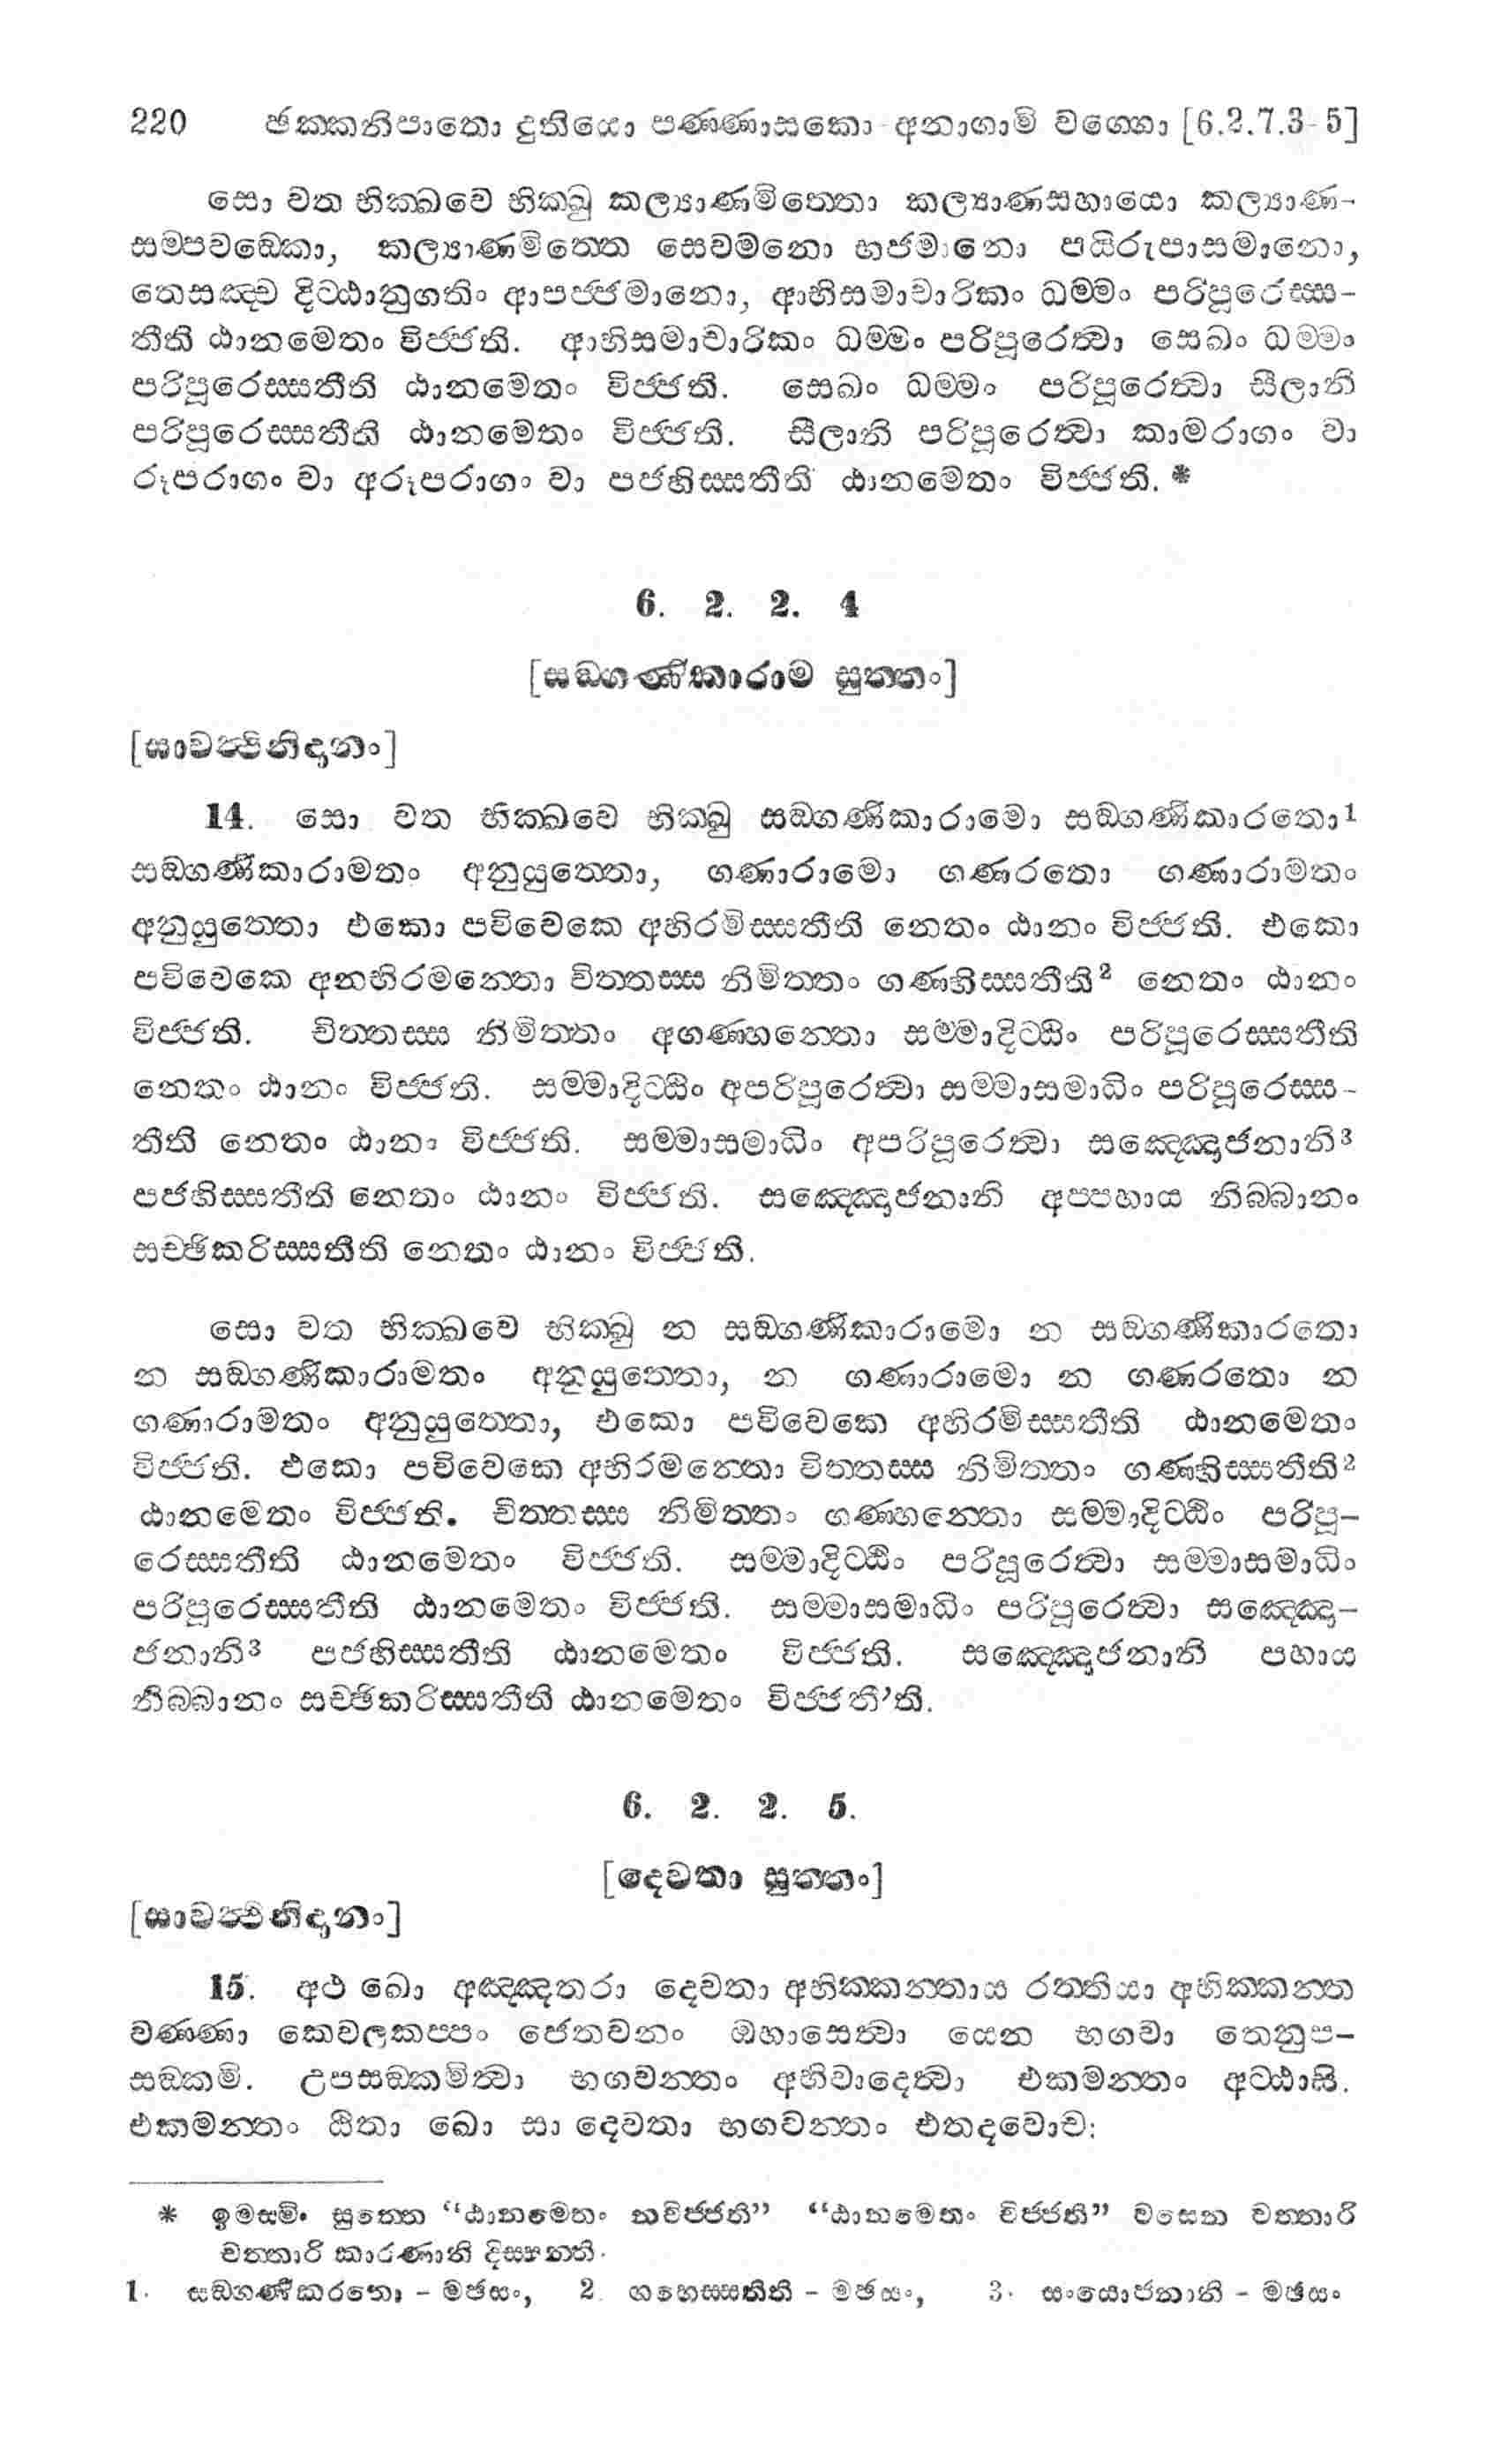 220 ඡක්කනිපාතො දුතියො පණ්ණාසකො - අනාගාමි වග්ගො [6.2.7.3-5]
සො වත භික්ඛවෙ භික්ඛු කල්‍යාණමිත්තො කල්‍යාණසහායො කල්‍යාණ-
සම්පවඞ්කො, කල්‍යාණමිත්තෙ සෙවමනො භජමානො පයිරුපාසමානො,
තෙසඤ්ච දිට්ඨානුගතිං ආපජ්ජමානො, ආභිසමාචාරිකං ධම්මං පරිපූරෙස්ස-
තීති ඨානමෙතං විජ්ජති. ආභිසමාචාරිකං ධම්මං පරිපූරෙත්‍වා සෙඛං ධම්මං
පරිපූරෙස්සතීති ඨානමෙතං විජ්ජති. සෙඛං ධම්මං පරිපූරෙත්‍වා සීලානි
පරිපූරෙස්සතීති ඨානමෙතං විජ්ජති. සීලානි පරිපූරෙත්‍වා කාමරාගං වා
රූපරාගං වා අරූපරාගං වා පජහිස්සතීති ඨානමෙතං විජ්ජති. *
6. 2. 2. 4
[සඞ්ගණිකාරාම සුත්තං]
[සාවත්‍ථිනිදානං]
14. සො වත භික්ඛවෙ භික්ඛු සඞ්ගණිකාරාමො සඞ්ගණිකාරතො1
සඞ්ගණිකාරාමතං අනුයුත්තො, ගණාරාමො ගණරතො ගණාරාමතං
අනුයුත්තො එකො පවිවෙකෙ අභිරමිස්සතීති නෙතං ඨානං විජ්ජති. එකො
පවිවෙකෙ අනභිරමන්තො චිත්තස්ස නිමිත්තං ගණ්හිස්සතීති2 නෙතං ඨානං
විජ්ජති. චිත්තස්ස නිමිත්තං අගණ්හන්තො සම්මාදිට්ඨිං පරිපූරෙස්සතීති
නෙතං ඨානං විජ්ජති. සම්මාදිට්ඨිං අපරිපූරෙත්‍වා සම්මාසමාධිං පරිපූරෙස්ස-
තීති නෙතං ඨානං විජ්ජති. සම්මාසමාධිං අපරිපූරෙත්‍වා සඤ්ඤොජනානි3
පජහිස්සතීති නෙතං ඨානං විජ්ජති. සඤ්ඤොජනානි අප්පහාය නිබ්බානං
සච්ඡිකරිස්සතීති නෙතං ඨානං විජ්ජති.
සො වත භික්ඛවෙ භික්ඛු න සඞ්ගණිකාරාමො න සඞ්ගණිකාරතො
න සඞ්ගණිකාරාමතං අනුයුත්තො, න ගණාරාමො න ගණරතො න
ගණාරාමතං අනුයුත්තො, එකො පවිවෙකෙ අභිරමිස්සතීති ඨානමෙතං
විජ්ජති. එකො පවිවෙකෙ අභිරමන්තො චිත්තස්ස නිමිත්තං ගණ්හිස්සතීති2
ඨානමෙතං විජ්ජති. චිත්තස්ස නිමිත්තං ගණ්හන්තො සම්මාදිට්ඨිං පරිපූ-
රෙස්සතීති ඨානමෙතං විජ්ජති. සම්මාදිට්ඨිං පරිපූරෙත්‍වා සම්මාසමාධිං
පරිපූරෙස්සතීති ඨානමෙතං විජ්ජති. සම්මාසමාධිං පරිපූරෙත්‍වා සඤ්ඤො-
ජනානි3 පජහිස්සතීති ඨානමෙතං විජ්ජති. සඤ්ඤොජනානි පහාය
නිබ්බානං සච්ඡිකරිස්සතීති ඨානමෙතං විජ්ජතී’ති.
6. 2. 2. 5.
[දෙවතා සුත්තං]
[සාවත්‍ථිනිදානං]
15. අථ ඛො අඤ්ඤතරා දෙවතා අභික්කන්තාය රත්තියා අභික්කන්ත
වණ්ණා කෙවලකප්පං ජෙතවනං ඔභාසෙත්‍වා යෙන භගවා තෙනුප-
සඞ්කමි. උපසඞ්කමිත්‍වා භගවන්තං අභිවාදෙත්‍වා එකමන්තං අට්ඨාසි.
එකමන්තං ඨිතා ඛො සා දෙවතා භගවන්තං එතදවොච:
* ඉමස්මිං සුත්තෙ “ඨානමෙතං නවිජ්ජති” “ඨානමෙතං විජ්ජති” වසෙන චත්තාරි
චත්තාරි කාරණානි දිස්සන්ති.
1. සඞ්ගණිකරතො - මඡසං, 2. ගහෙස්සතීති - මඡසං, 3. සංයොජනානි - මඡසං